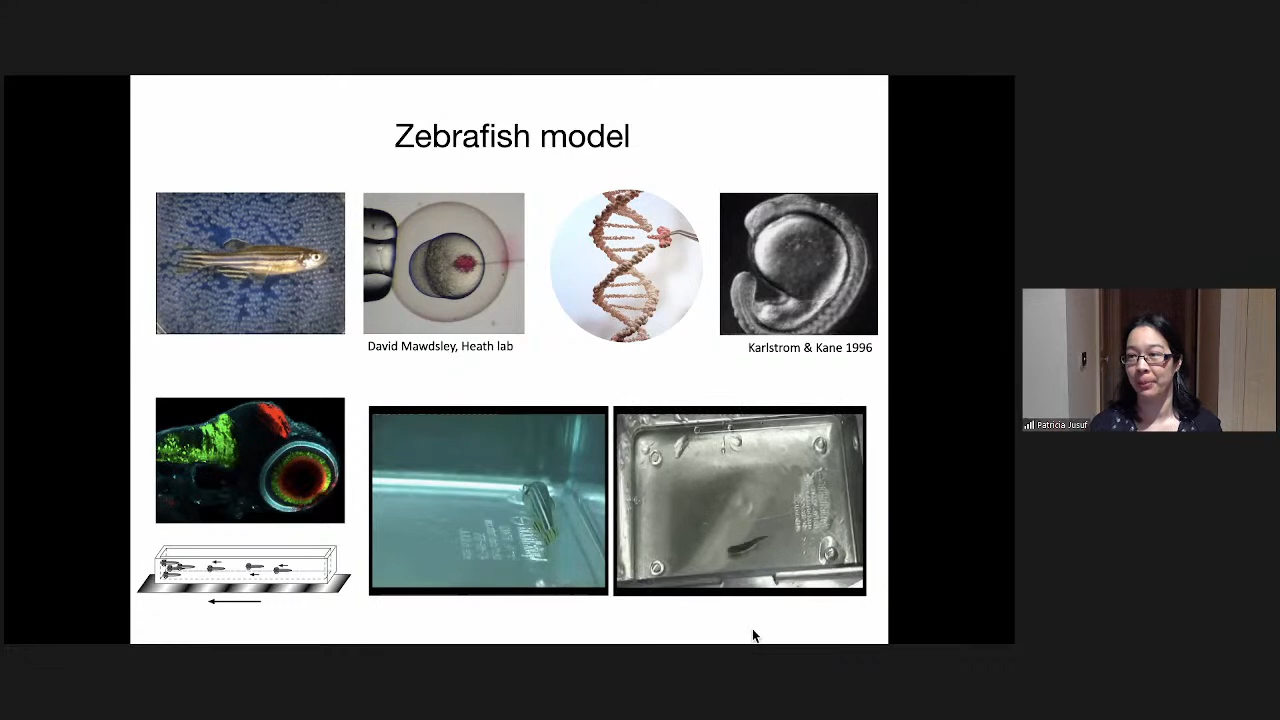 Zebrafish model
David Mawdsley, Heath lab
Karlstrom & Kane 1996
Patricia Jusuf